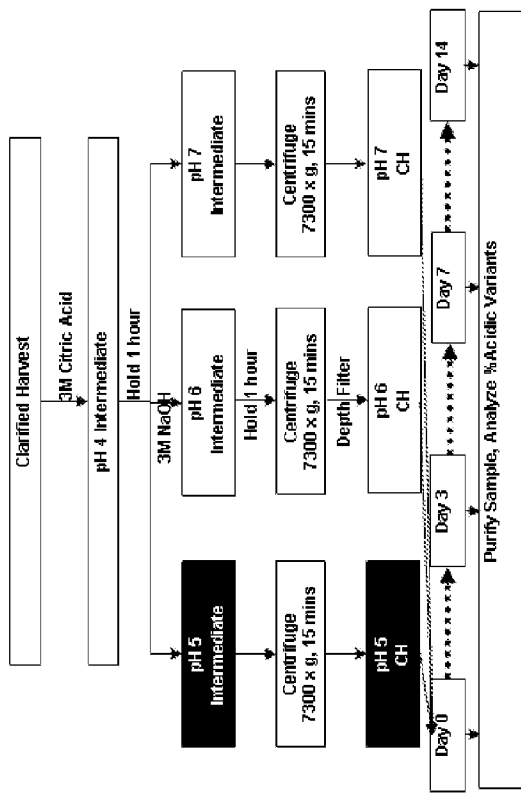 Clarified Harvest
3M Citric Acid
pH 4 Intermediate
Hold 1 hour
3M NaOH
pH 5
Intermediate
pH 6
Intermediate
pH 7
Intermediate
Hold 1 hour
Centrifuge
7300 x g, 15 mins
Centrifuge
7300 x g, 15 mins
Centrifuge
7300 x g, 15 mins
Depth Filter
pH 5
CH
pH 6
CH
pH 7
CH
Day 0
Day 3
Day 7
Day 14
Purify Sample, Analyze %Acidic Variants